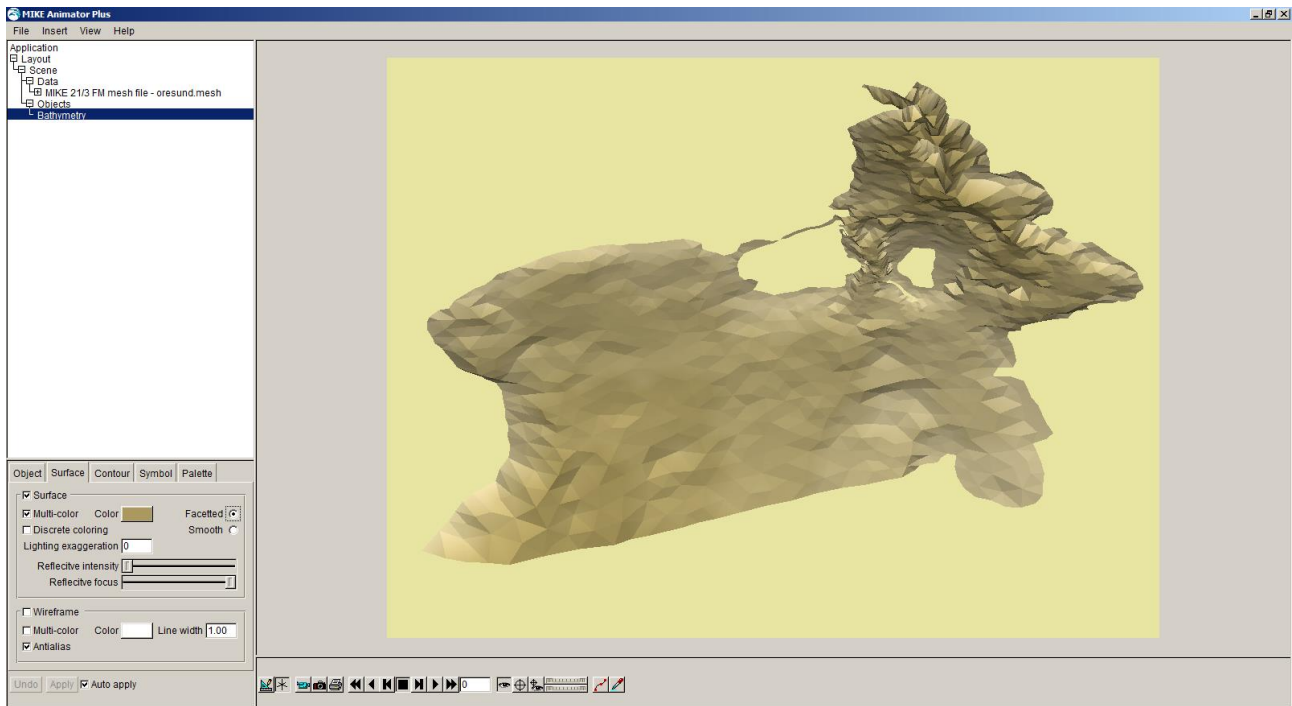 MIKE Animator Plus
File Insert View Help
Application
Layout
Scene
Data
MIKE 21/3 FM mesh file - oresund.mesh
Objects
Bathymetry
Object Surface Contour Symbol Palette
Surface
Multi-color Color Facetted
Discrete coloring Smooth
Lighting exaggeration 0
Reflecitve intensity
Reflecitve focus
Wireframe
Multi-color Color Line width 1.00
Antialias
Undo Apply Auto apply
0